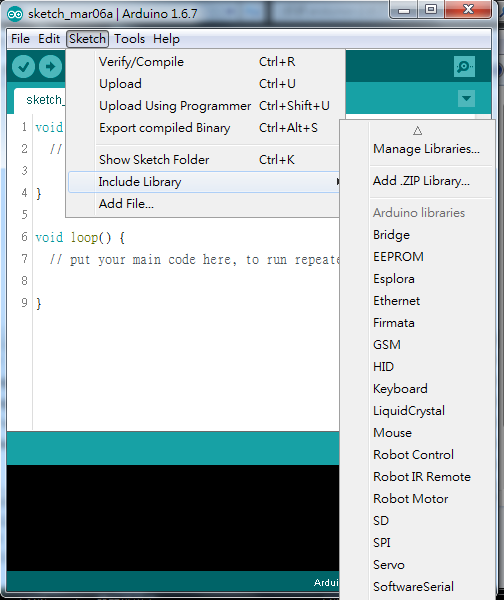 sketch_mar06a | Arduino 1.6.7
File Edit Sketch Tools Help
sketch_
Verify/Compile Ctrl+R
Upload Ctrl+U
Upload Using Programmer Ctrl+Shift+U
Export compiled Binary Ctrl+Alt+S
Show Sketch Folder Ctrl+K
Include Library
Add File...
1 void
2 //
3
4 }
5
6 void loop() {
7 // put your main code here, to run repeate
8
9 }
Manage Libraries...
Add .ZIP Library...
Arduino libraries
Bridge
EEPROM
Esplora
Ethernet
Firmata
GSM
HID
Keyboard
LiquidCrystal
Mouse
Robot Control
Robot IR Remote
Robot Motor
SD
SPI
Servo
SoftwareSerial
Arduin